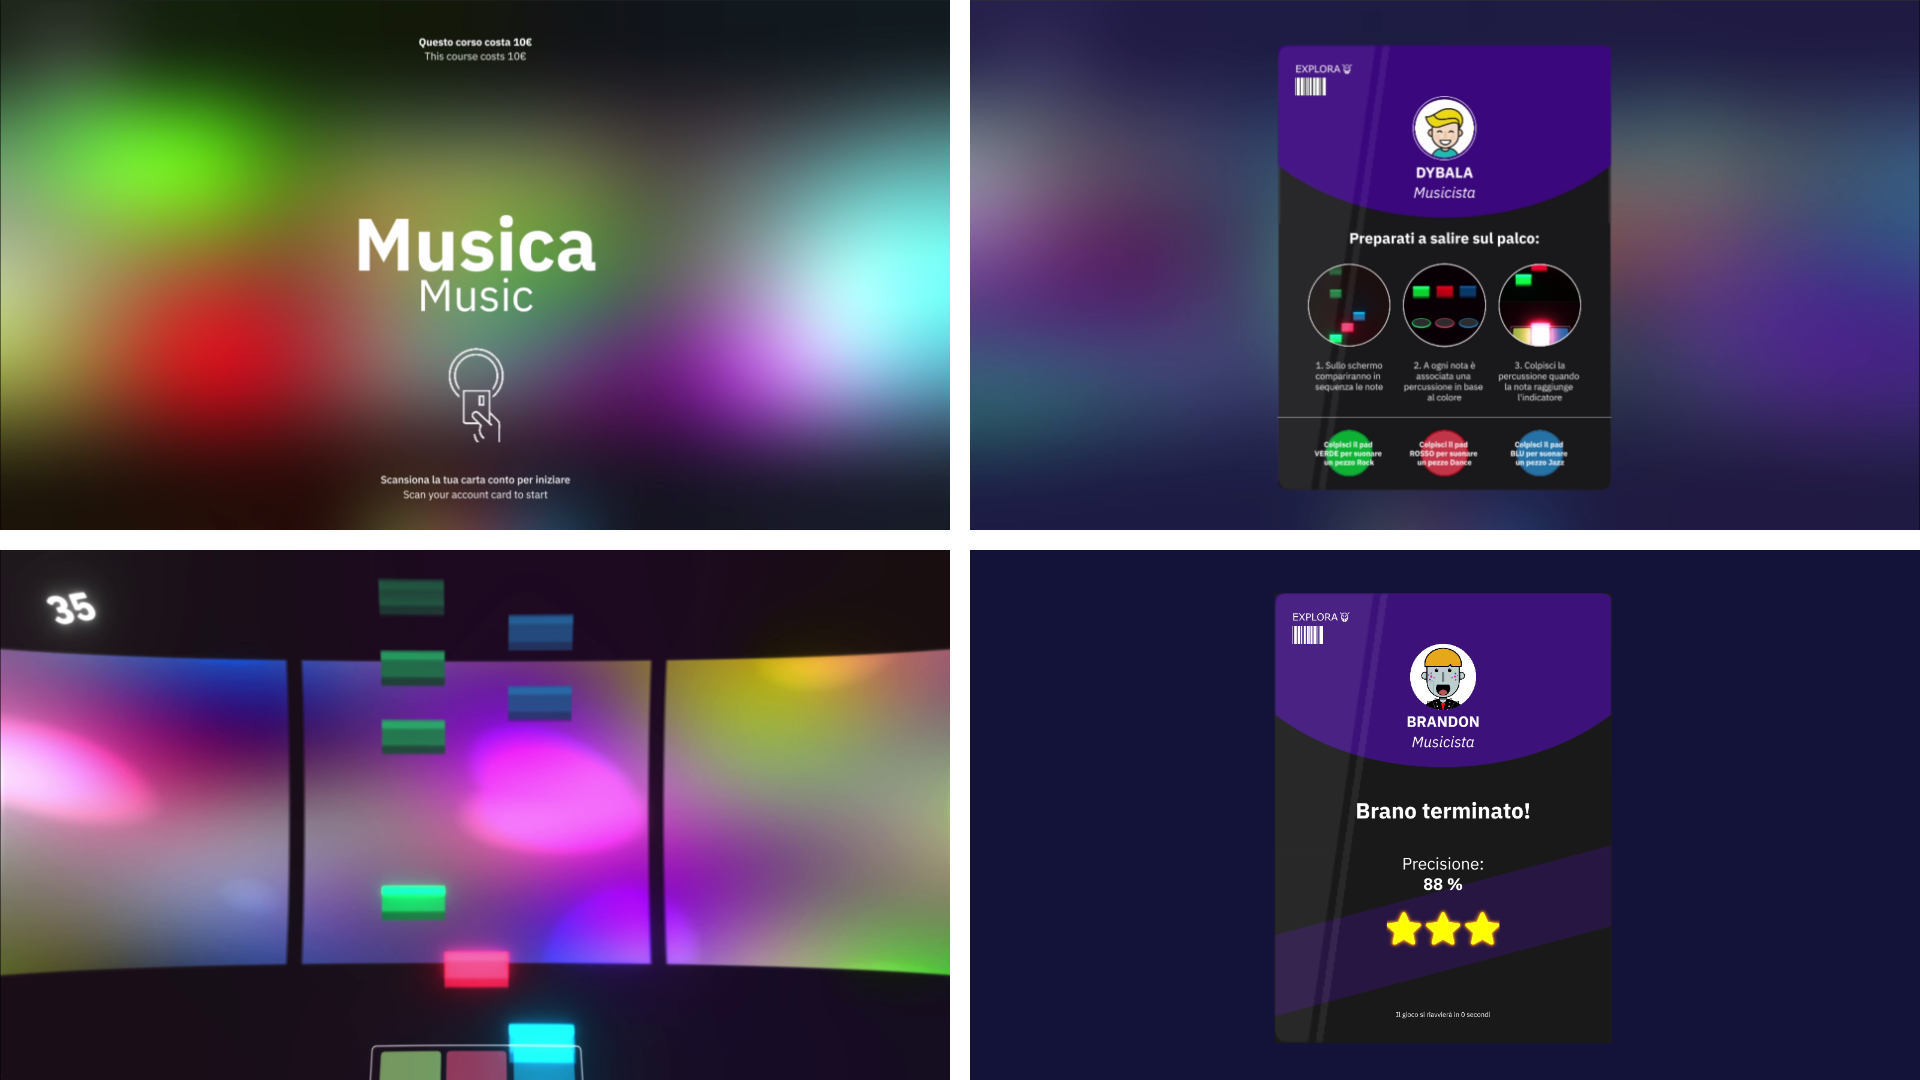 Questo corso costa 10€
This course costs 10€
Musica
Music
Scansiona la tua carta conto per iniziare
Scan your account card to start
EXPLORA
DYBALA
Musicista
Preparati a salire sul palco:
1. Sullo schermo
compariranno in
sequenza le note
2. A ogni nota è
associata una
percussione in base
al colore
3. Colpisci la
percussione quando
la nota raggiunge
l'indicatore
Colpisci il pad
VERDE per suonare
un pezzo Rock
Colpisci il pad
ROSSO per suonare
un pezzo Dance
Colpisci il pad
BLU per suonare
un pezzo Jazz
35
EXPLORA
BRANDON
Musicista
Brano terminato!
Precisione:
88 %
Il gioco si riavvierà in 0 secondi